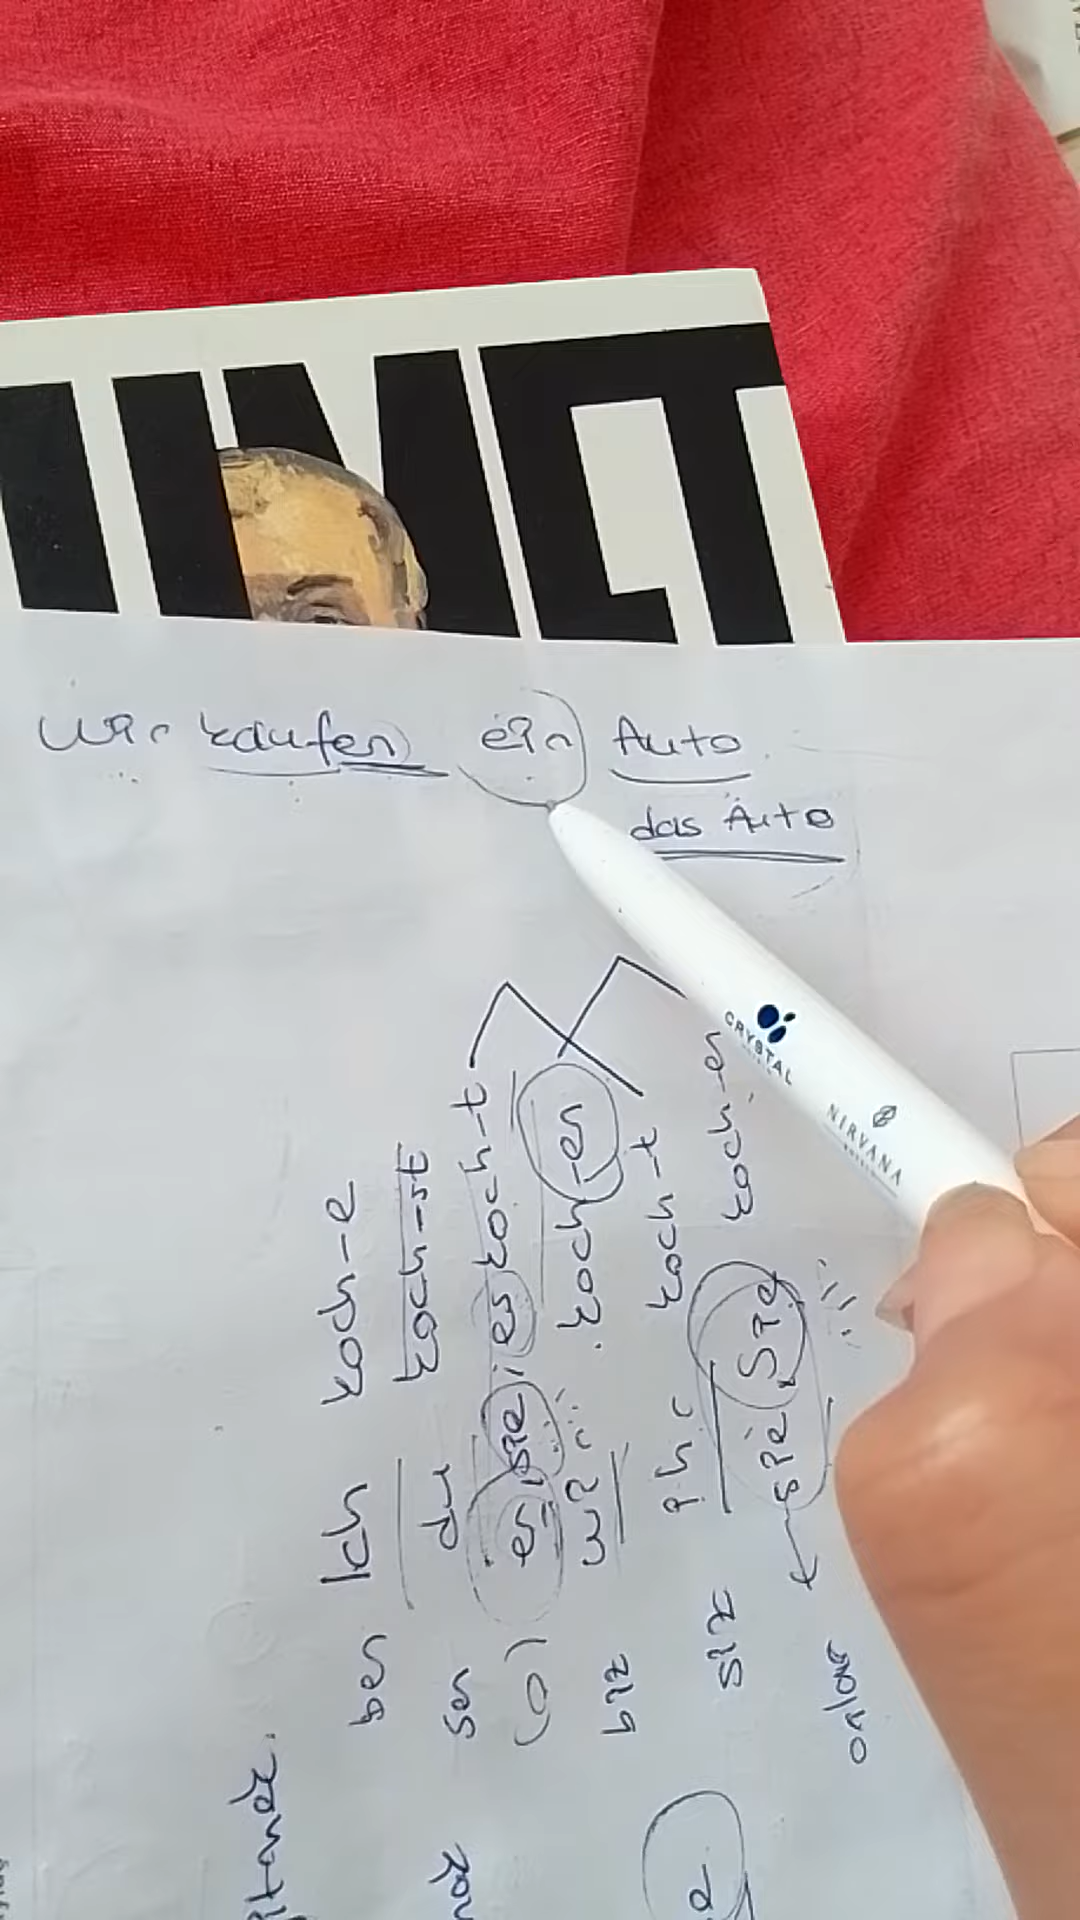 Wir kaufen ein Auto
das Auto
CRYSTAL
NIRVANA
ben Ich koch-e
sen du koch-st
(o) er, sie, es koch-t
biz wir koch-en
siz ihr koch-t
onlar sie, Sie koch-en